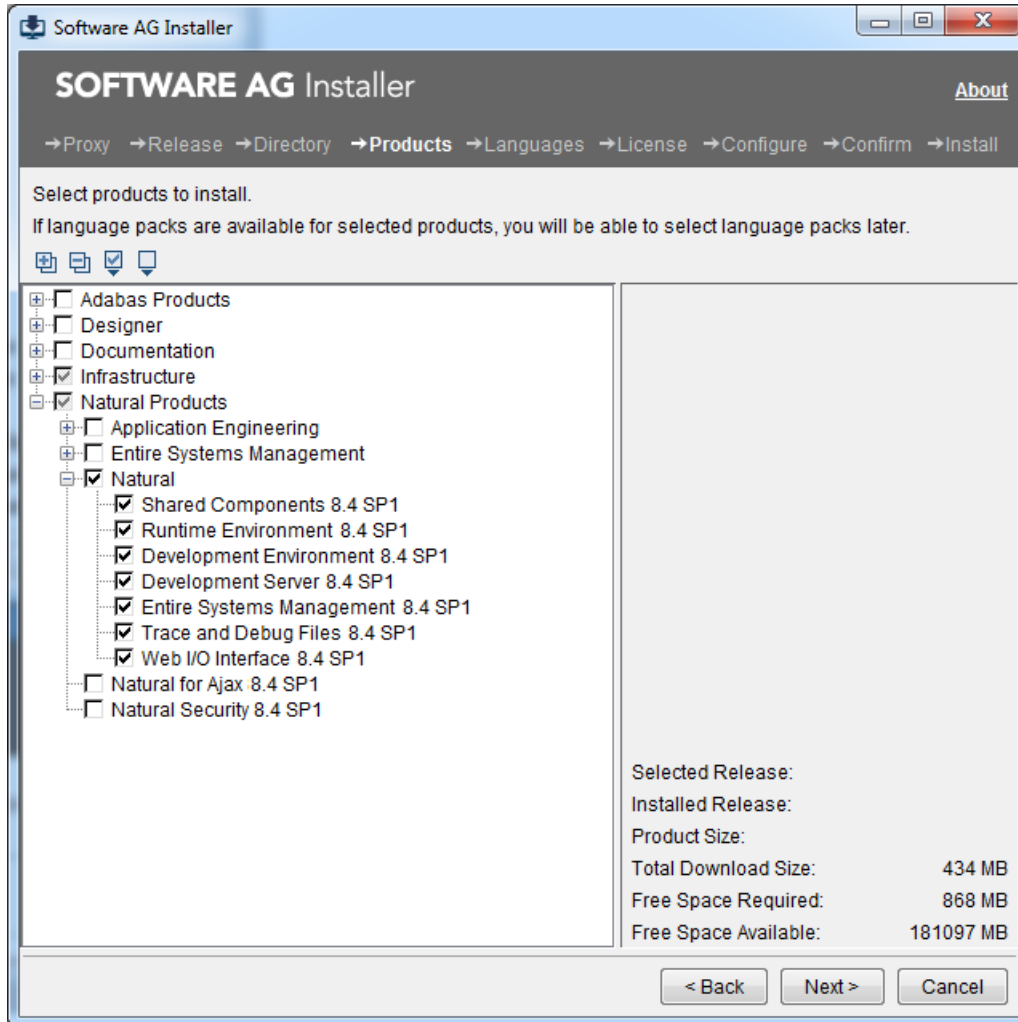 Software AG Installer
SOFTWARE AG Installer
About
→Proxy →Release →Directory →Products →Languages →License →Configure →Confirm →Install
Select products to install.
If language packs are available for selected products, you will be able to select language packs later.
Adabas Products
Designer
Documentation
Infrastructure
Natural Products
Application Engineering
Entire Systems Management
Natural
Shared Components 8.4 SP1
Runtime Environment 8.4 SP1
Development Environment 8.4 SP1
Development Server 8.4 SP1
Entire Systems Management 8.4 SP1
Trace and Debug Files 8.4 SP1
Web I/O Interface 8.4 SP1
Natural for Ajax 8.4 SP1
Natural Security 8.4 SP1
Selected Release:
Installed Release:
Product Size:
Total Download Size: 434 MB
Free Space Required: 868 MB
Free Space Available: 181097 MB
< Back Next > Cancel